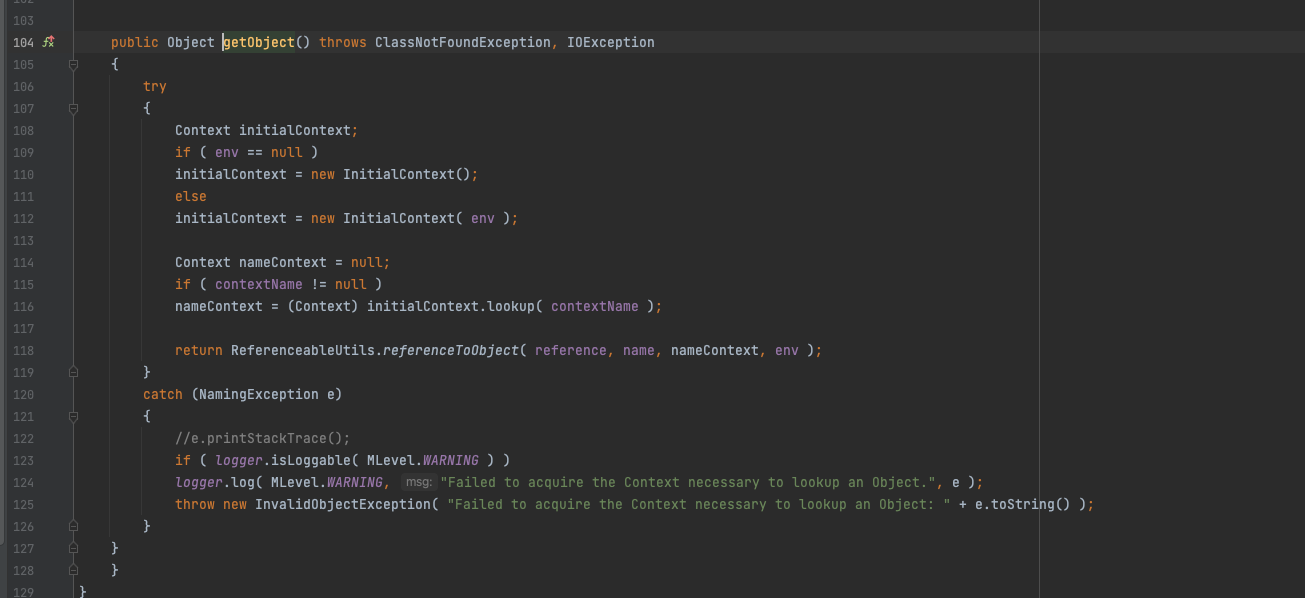 102
103
104 public Object getObject() throws ClassNotFoundException, IOException
105 {
106 try
107 {
108 Context initialContext;
109 if ( env == null )
110 initialContext = new InitialContext();
111 else
112 initialContext = new InitialContext( env );
113
114 Context nameContext = null;
115 if ( contextName != null )
116 nameContext = (Context) initialContext.lookup( contextName );
117
118 return ReferenceableUtils.referenceToObject( reference, name, nameContext, env );
119 }
120 catch (NamingException e)
121 {
122 //e.printStackTrace();
123 if ( logger.isLoggable( MLevel.WARNING ) )
124 logger.log( MLevel.WARNING, msg: "Failed to acquire the Context necessary to lookup an Object.", e );
125 throw new InvalidObjectException( "Failed to acquire the Context necessary to lookup an Object: " + e.toString() );
126 }
127 }
128 }
129 }